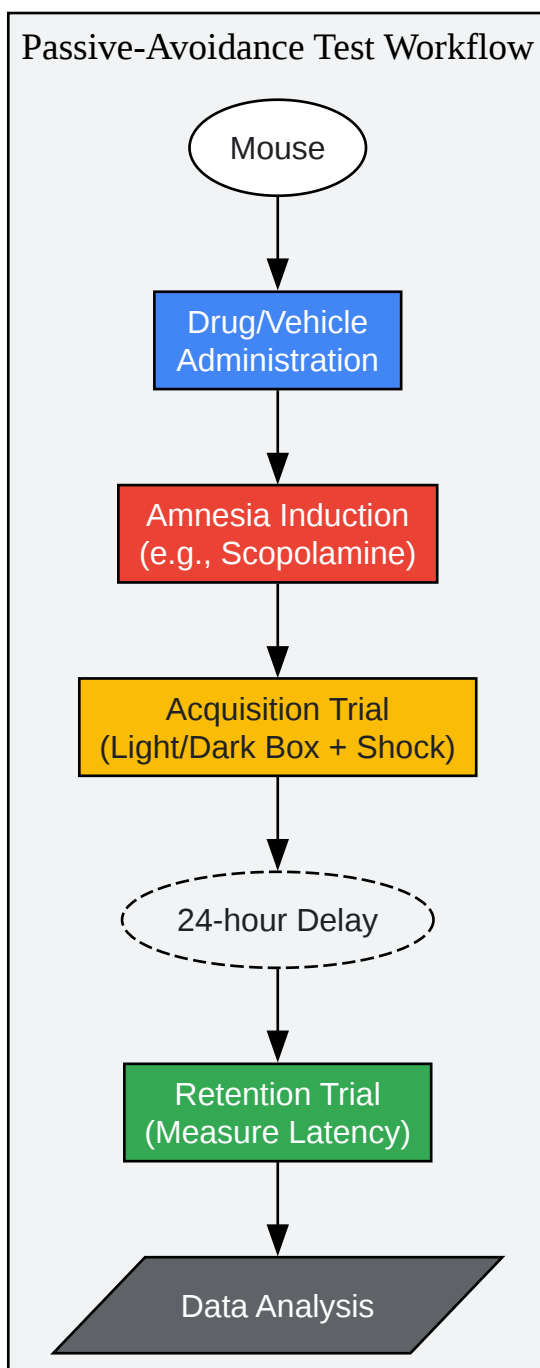 Passive-Avoidance Test Workflow
Mouse
Drug/Vehicle
Administration
Amnesia Induction
(e.g., Scopolamine)
Acquisition Trial
(Light/Dark Box + Shock)
24-hour Delay
Retention Trial
(Measure Latency)
Data Analysis